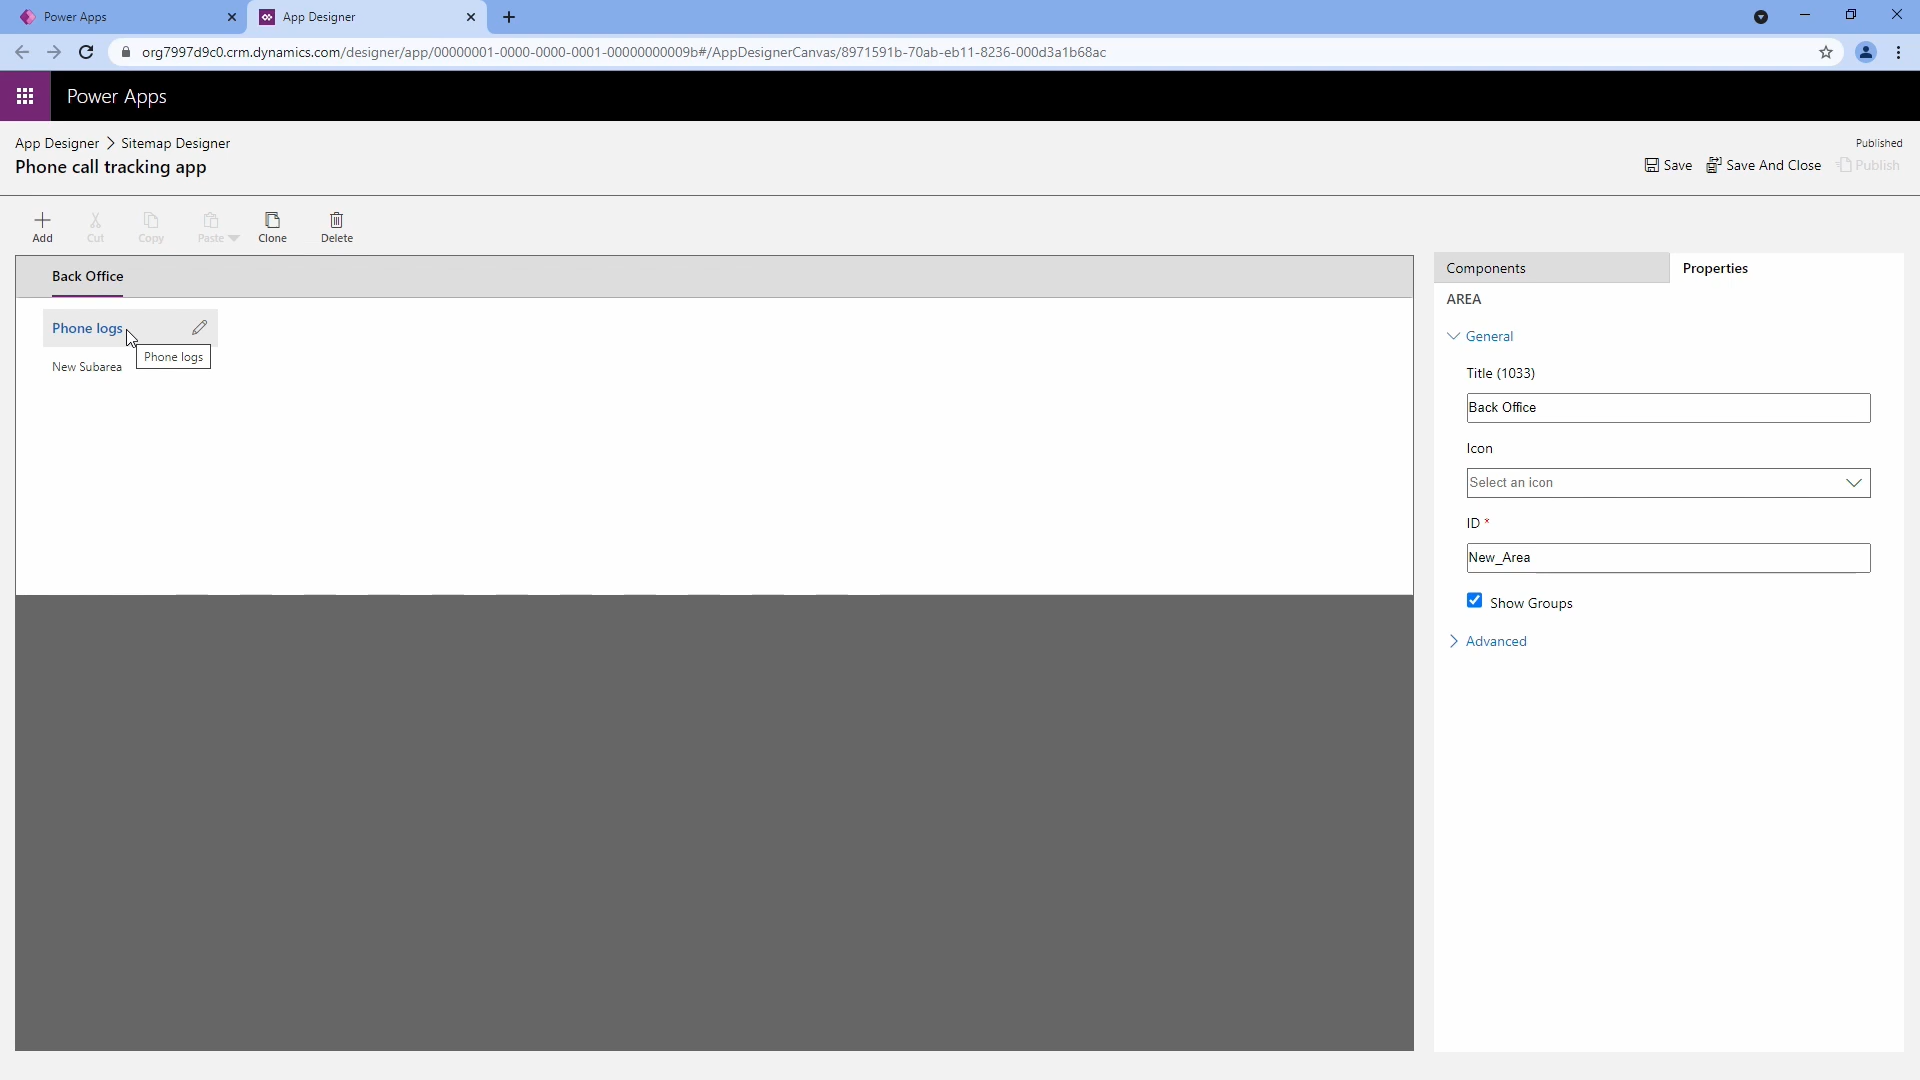 Power Apps
App Designer
org7997d9c0.crm.dynamics.com/designer/app/00000001-0000-0000-0001-00000000009b#/AppDesignerCanvas/8971591b-70ab-eb11-8236-000d3a1b68ac
Power Apps
App Designer > Sitemap Designer
Published
Phone call tracking app
Save
Save And Close
Publish
Add
Cut
Copy
Paste
Clone
Delete
Back Office
Phone logs
Phone logs
New Subarea
Components
Properties
AREA
General
Title (1033)
Back Office
Icon
Select an icon
ID *
New_Area
Show Groups
Advanced